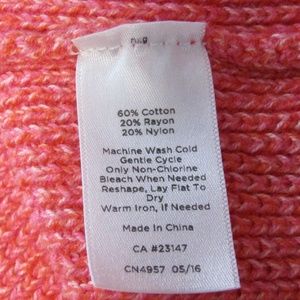 60% Cotton
20% Rayon
20% Nylon
Machine Wash Cold
Gentle Cycle
Only Non-Chlorine
Bleach When Needed
Reshape, Lay Flat To
Dry
Warm Iron, If Needed
Made In China
CA #23147
CN4957 05/16